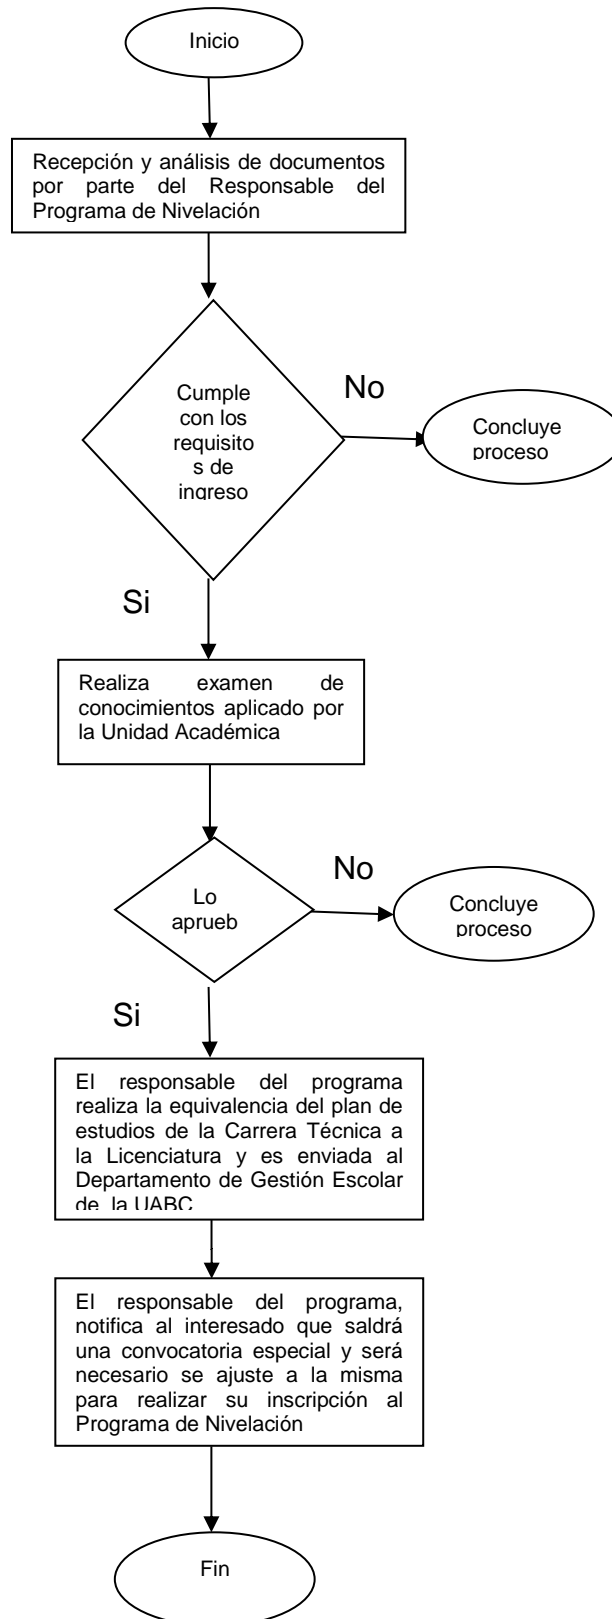 Inicio
Recepción y análisis de documentos
por parte del Responsable del
Programa de Nivelación
Cumple
con los
requisito
s de
ingreso
No
Concluye
proceso
Si
Realiza examen de
conocimientos aplicado por
la Unidad Académica
Lo
aprueb
No
Concluye
proceso
Si
El responsable del programa
realiza la equivalencia del plan de
estudios de la Carrera Técnica a
la Licenciatura y es enviada al
Departamento de Gestión Escolar
de la UABC
El responsable del programa,
notifica al interesado que saldrá
una convocatoria especial y será
necesario se ajuste a la misma
para realizar su inscripción al
Programa de Nivelación
Fin